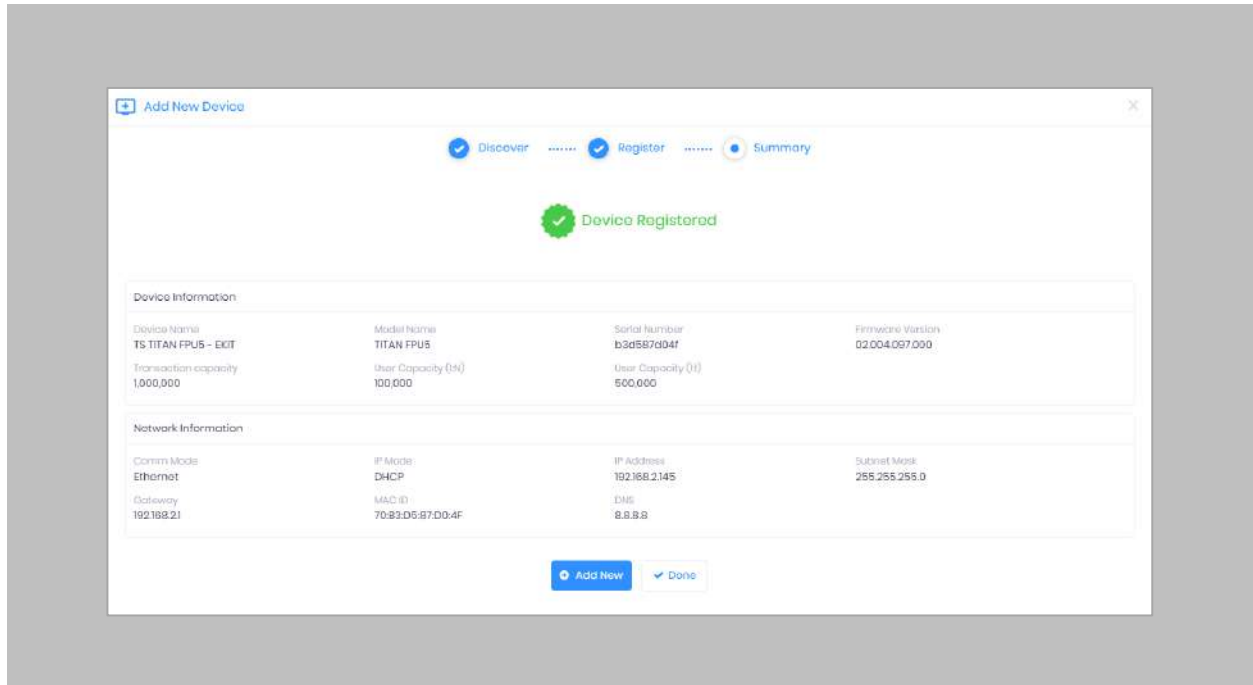 Add New Device
Discover Register Summary
Device Registered
Device Information
Device Name Model Name Serial Number Firmware Version
TS TITAN FPU5 - EKIT TITAN FPU5 b3d587d04f 02.004.097.000
Transaction capacity User Capacity (1:N) User Capacity (1:1)
1,000,000 100,000 500,000
Network Information
Comm Mode IP Mode IP Address Subnet Mask
Ethernet DHCP 192.168.2.145 255.255.255.0
Gateway MAC ID DNS
192.168.2.1 70:B3:D5:87:D0:4F 8.8.8.8
Add New Done